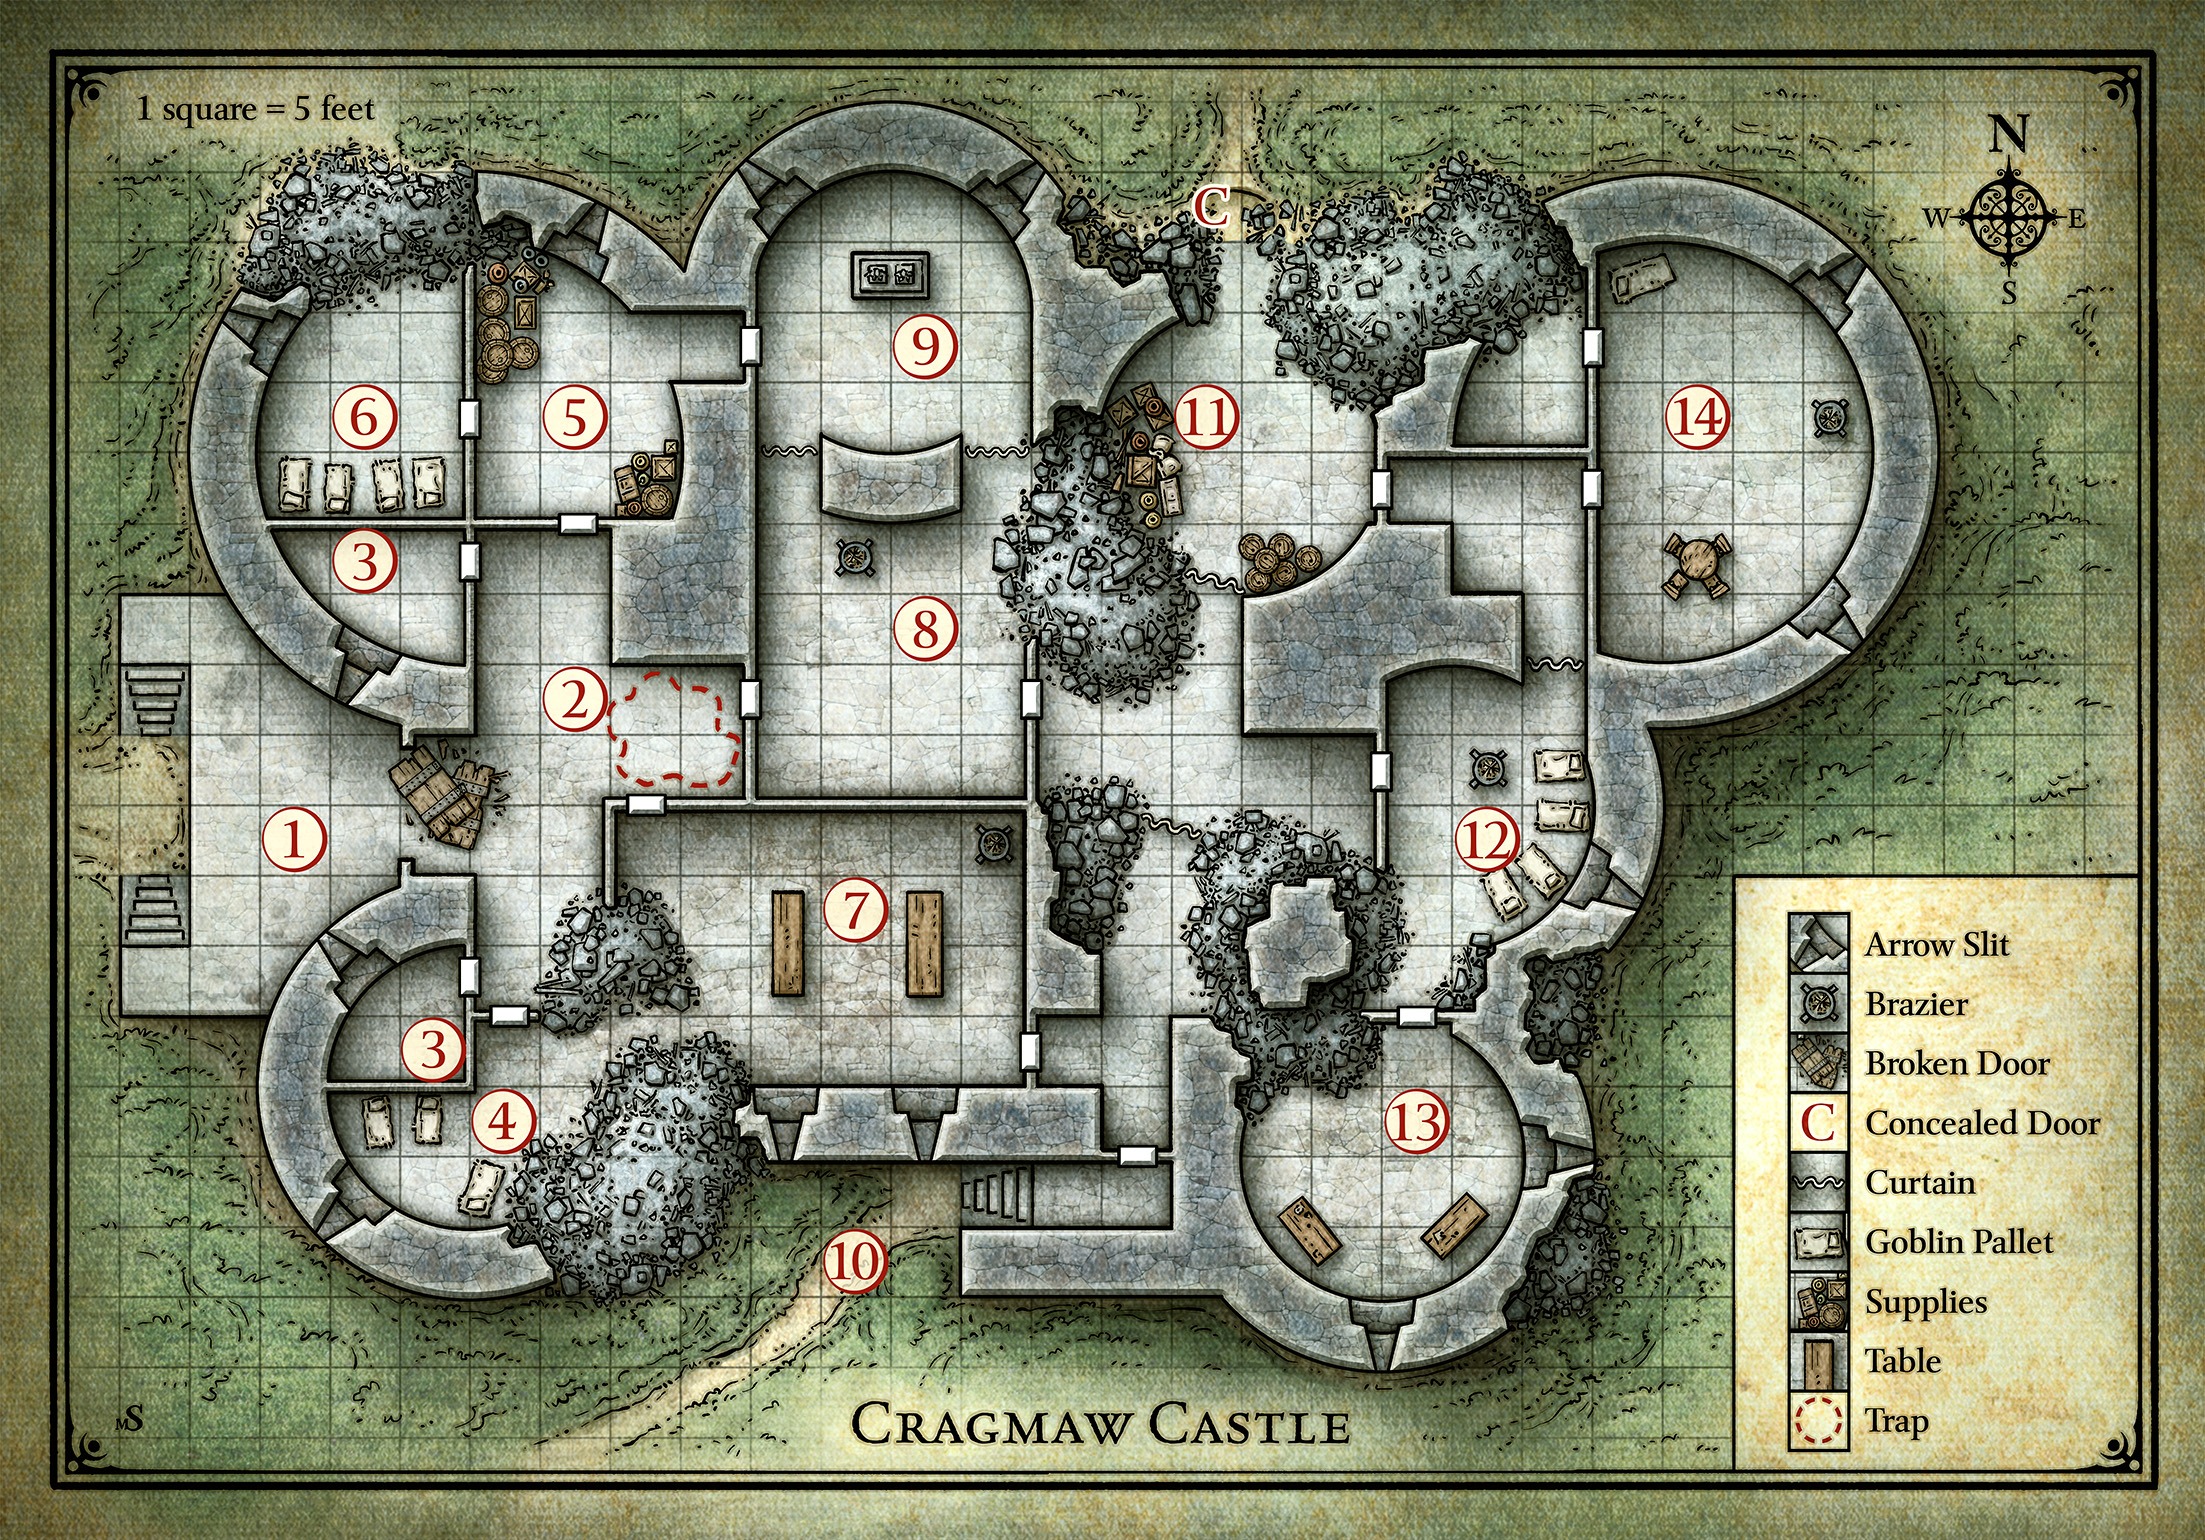 1 square = 5 feet
N
W
E
S
C
9
6
5
11
14
3
8
2
1
12
7
3
4
13
10
Arrow Slit
Brazier
Broken Door
C Concealed Door
Curtain
Goblin Pallet
Supplies
Table
Trap
MS
CRAGMAW CASTLE